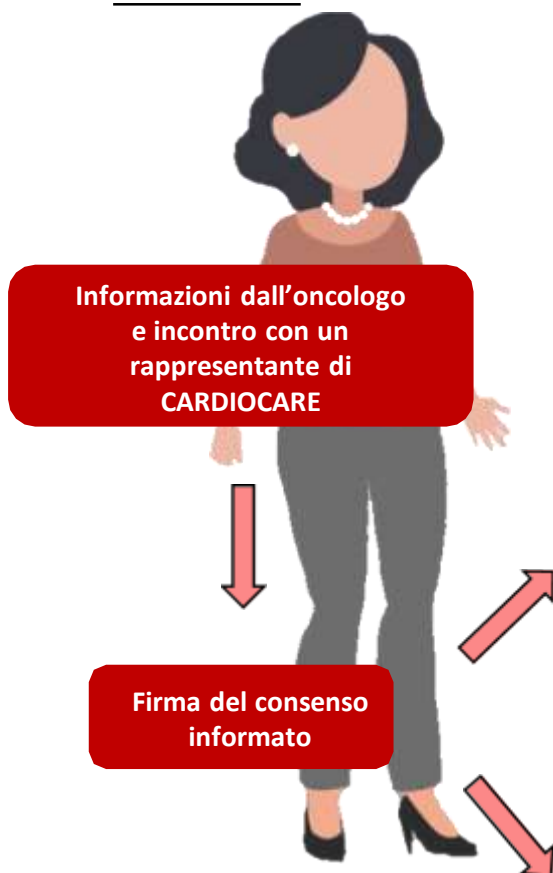 Informazioni dall’oncologo
e incontro con un
rappresentante di
CARDIOCARE
Firma del consenso
informato